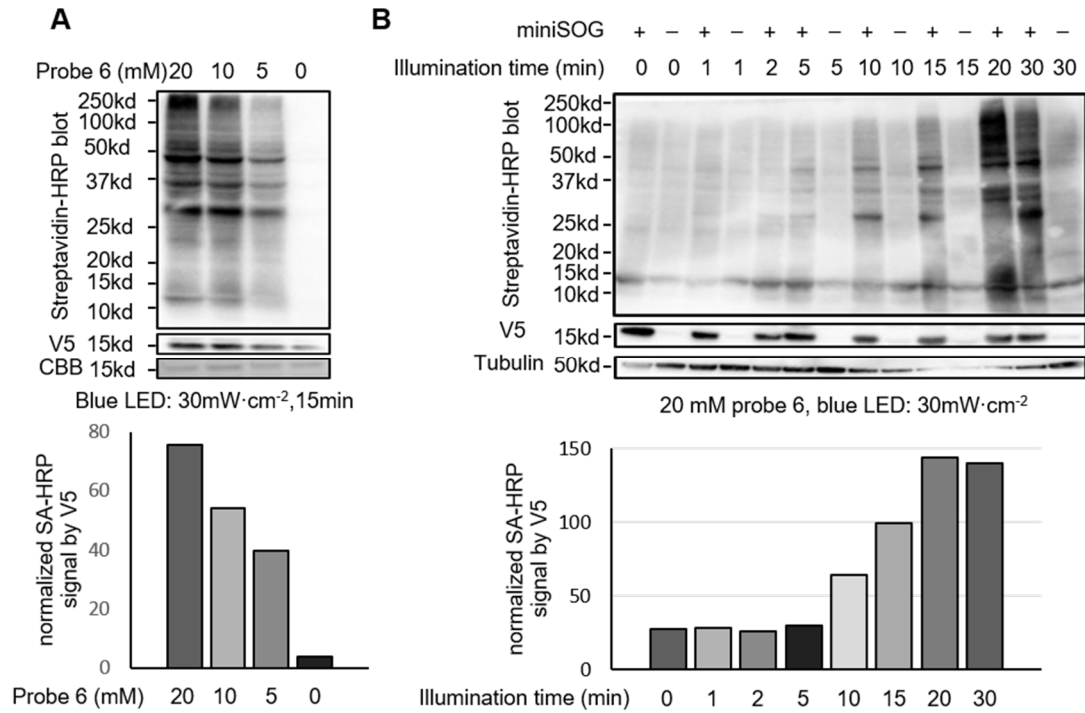 A
Probe 6 (mM) 20 10 5 0
Streptavidin-HRP blot
250kd
100kd
50kd
37kd
25kd
20kd
15kd
10kd
V5 15kd
CBB 15kd
Blue LED: 30mW·cm-2,15min
normalized SA-HRP
signal by V5
80
60
40
20
0
Probe 6 (mM) 20 10 5 0
B
miniSOG + − + − + + − + − + − + + −
Illumination time (min) 0 0 1 1 2 5 5 10 10 15 15 20 30 30
Streptavidin-HRP blot
250kd
100kd
50kd
37kd
25kd
20kd
15kd
10kd
V5 15kd
Tubulin 50kd
20 mM probe 6, blue LED: 30mW·cm-2
normalized SA-HRP
signal by V5
150
100
50
0
Illumination time (min) 0 1 2 5 10 15 20 30